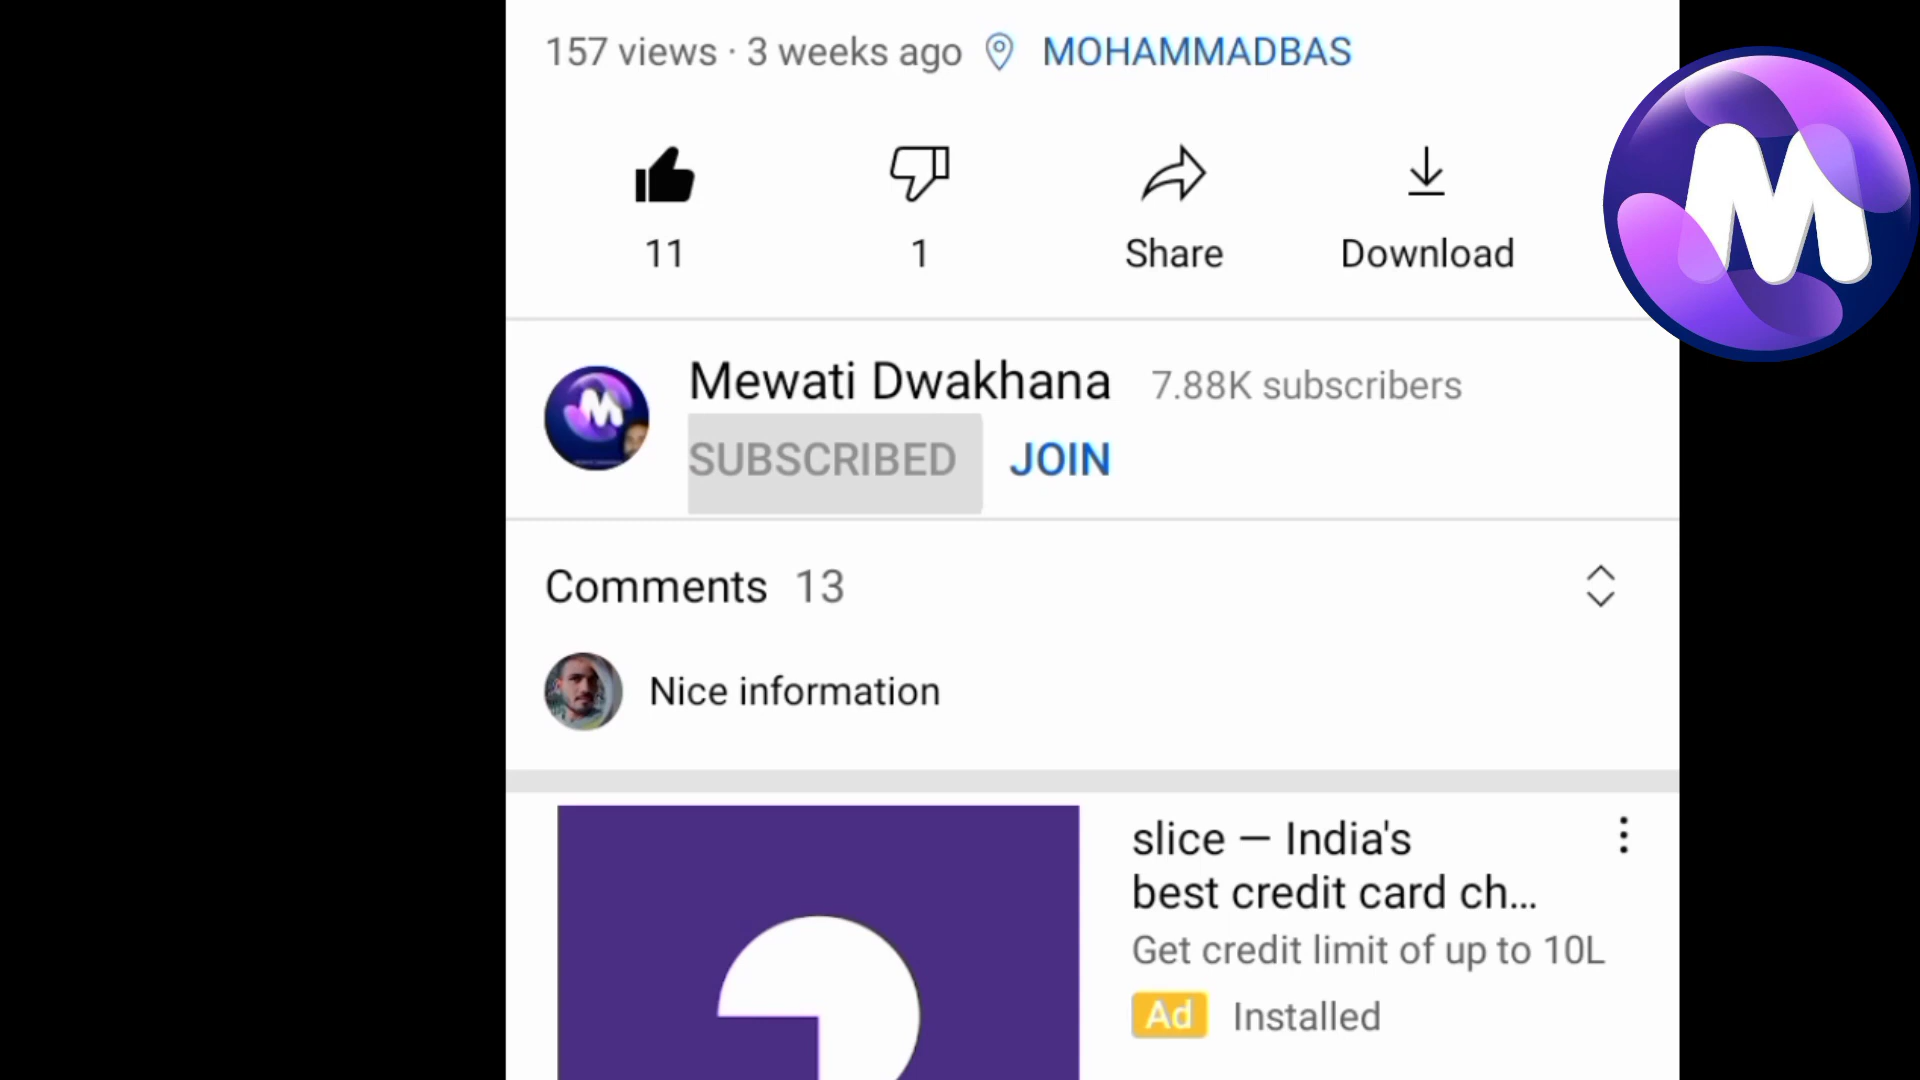 157 views · 3 weeks ago MOHAMMADBAS
11 1 Share Download
M
Mewati Dwakhana 7.88K subscribers
M
SUBSCRIBED JOIN
Comments 13
Nice information
slice — India's
best credit card ch...
Get credit limit of up to 10L
Ad Installed